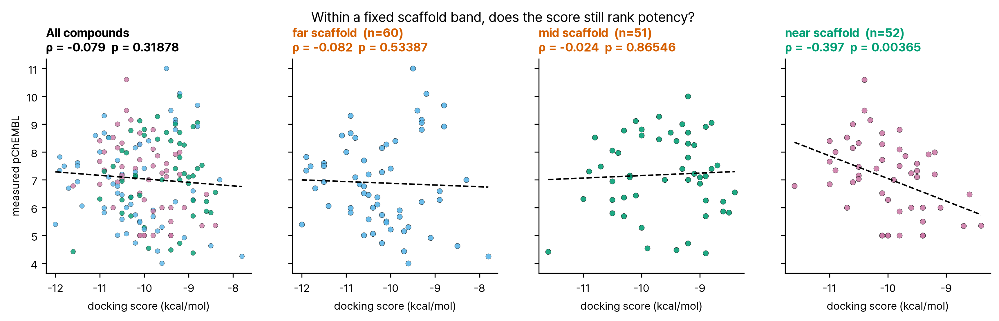 Within a fixed scaffold band, does the score still rank potency?
All compounds
ρ = -0.079 p = 0.31878
far scaffold (n=60)
ρ = -0.082 p = 0.53387
mid scaffold (n=51)
ρ = -0.024 p = 0.86546
near scaffold (n=52)
ρ = -0.397 p = 0.00365
measured pChEMBL
11
10
9
8
7
6
5
4
-12 -11 -10 -9 -8
docking score (kcal/mol)
-12 -11 -10 -9 -8
docking score (kcal/mol)
-11 -10 -9
docking score (kcal/mol)
-11 -10 -9
docking score (kcal/mol)